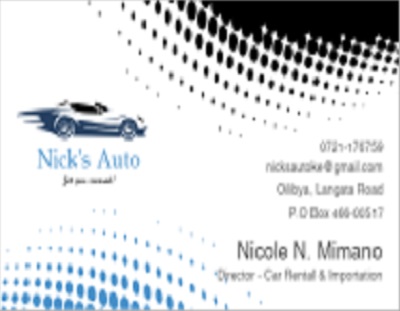 Nick's Auto
0721-176759
nicksautoke@gmail.com
Olibya, Langata Road
P.O Box 466-00517
Nicole N. Mimano
Director - Car Rental & Importation